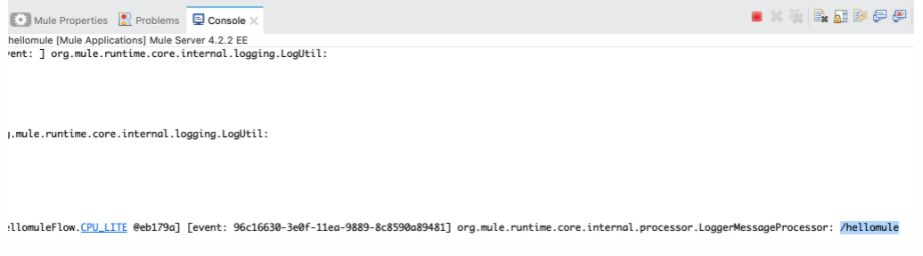 Mule Properties Problems Console
hellomule [Mule Applications] Mule Server 4.2.2 EE
vent: ] org.mule.runtime.core.internal.logging.LogUtil:
g.mule.runtime.core.internal.logging.LogUtil:
ellomuleFlow.CPU_LITE @eb179a] [event: 96c16630-3e0f-11ea-9889-8c8590a89481] org.mule.runtime.core.internal.processor.LoggerMessageProcessor: /hellomule